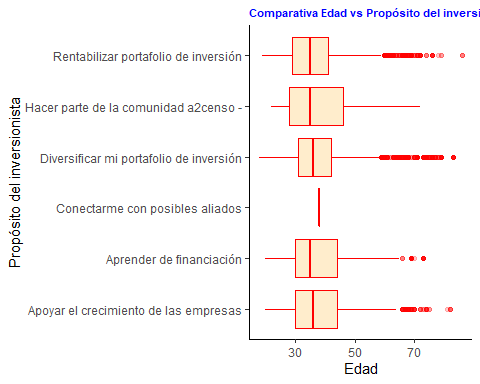 Comparativa Edad vs Propósito del inversi
Propósito del inversionista
Rentabilizar portafolio de inversión
Hacer parte de la comunidad a2censo -
Diversificar mi portafolio de inversión
Conectarme con posibles aliados
Aprender de financiación
Apoyar el crecimiento de las empresas
30 50 70
Edad